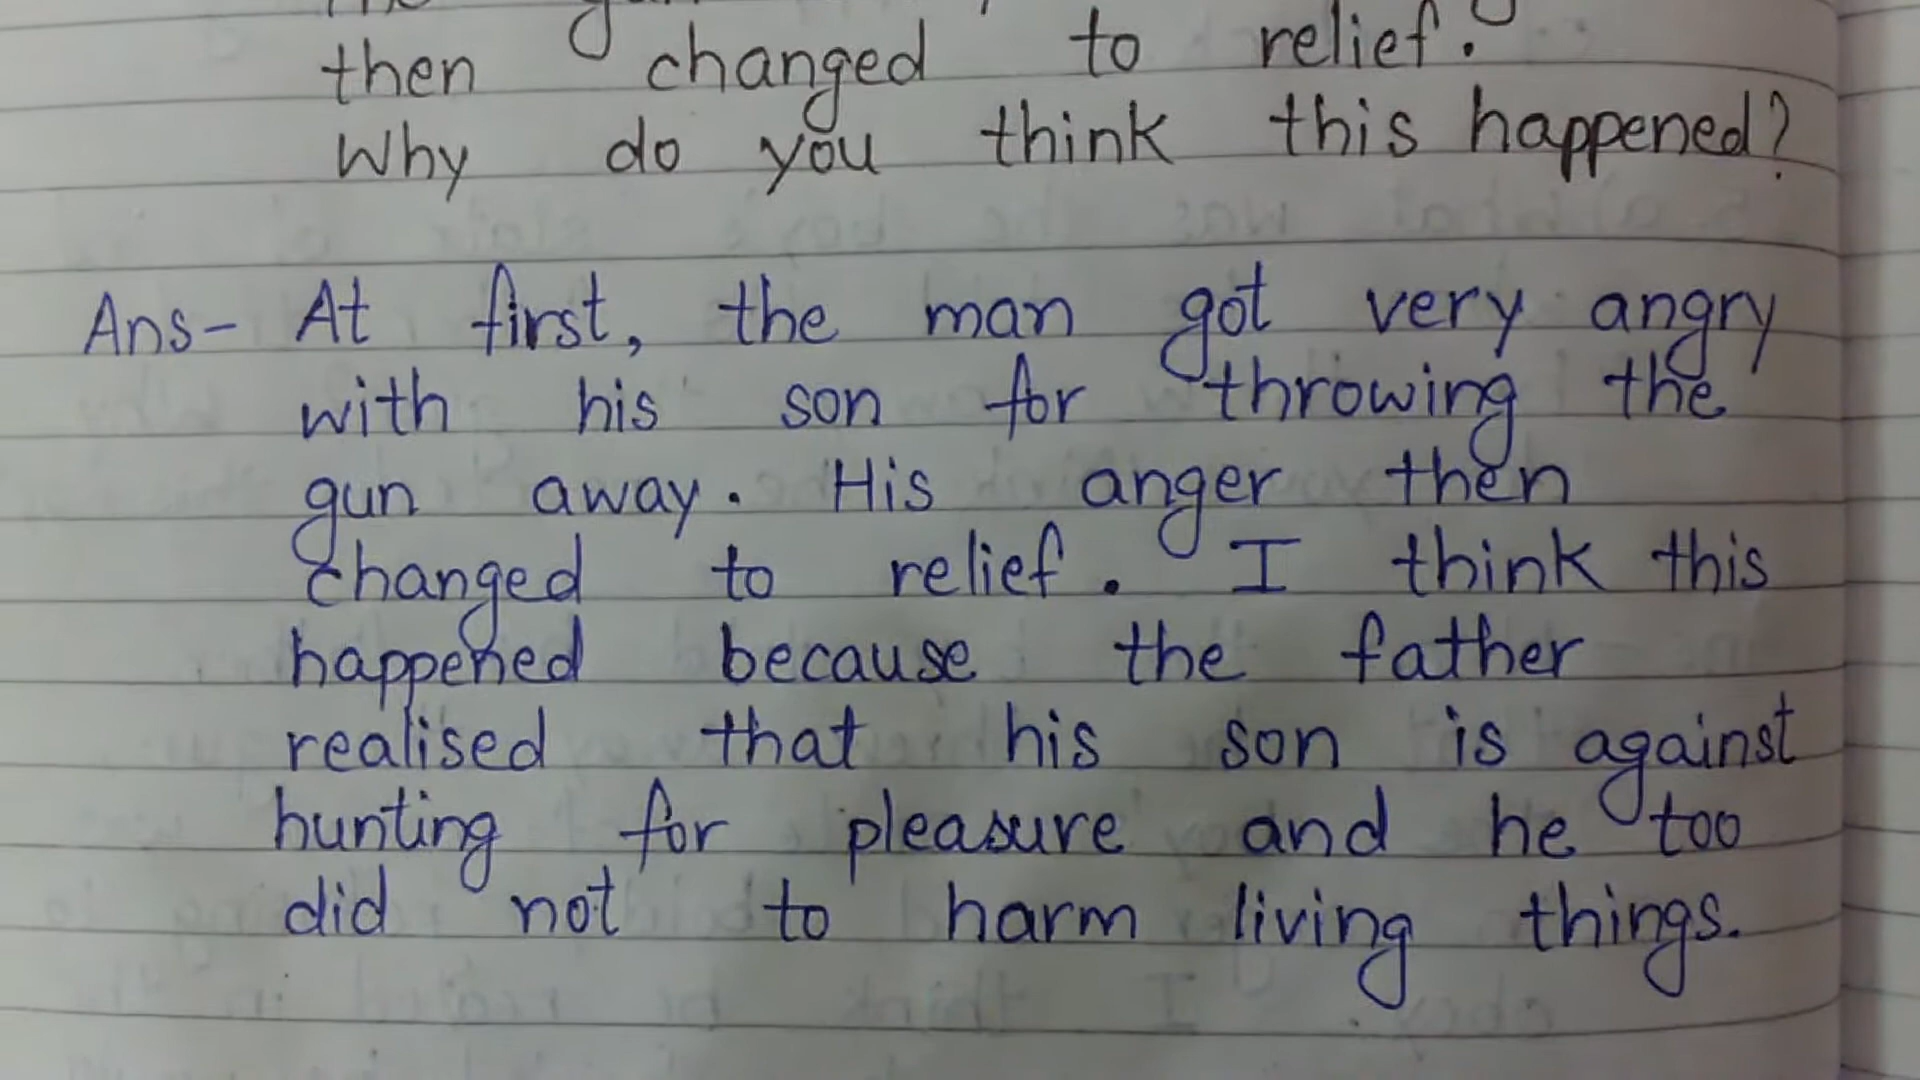 then changed to relief.
Why do you think this happened?
Ans- At first, the man got very angry
with his son for throwing the
gun away. His anger then
changed to relief. I think this
happened because the father
realised that his son is against
hunting for pleasure and he too
did not to harm living things.